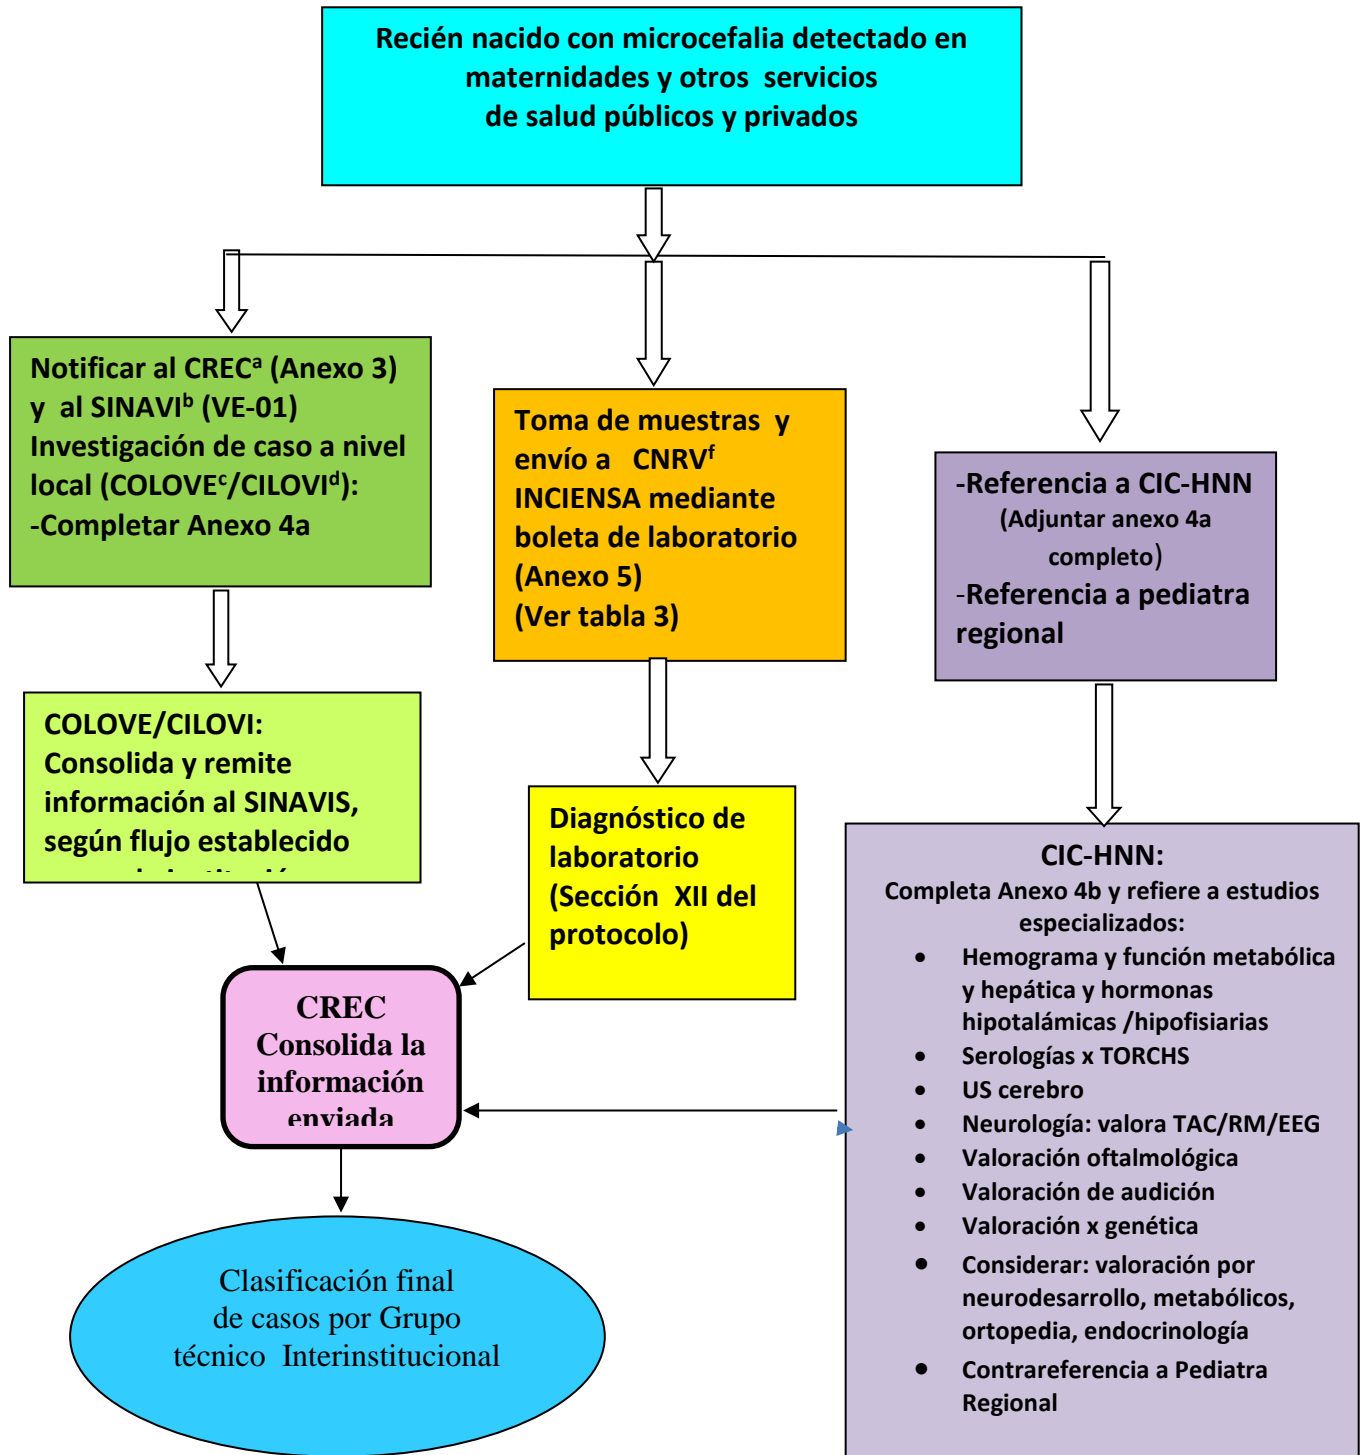 Recién nacido con microcefalia detectado en
maternidades y otros servicios
de salud públicos y privados
Notificar al CRECᵃ (Anexo 3)
y al SINAVIᵇ (VE-01)
Investigación de caso a nivel
local (COLOVEᶜ/CILOVIᵈ):
-Completar Anexo 4a
Toma de muestras y
envío a CNRVᶠ
INCIENSA mediante
boleta de laboratorio
(Anexo 5)
(Ver tabla 3)
-Referencia a CIC-HNN
(Adjuntar anexo 4a
completo)
-Referencia a pediatra
regional
COLOVE/CILOVI:
Consolida y remite
información al SINAVIS,
según flujo establecido
Diagnóstico de
laboratorio
(Sección XII del
protocolo)
CIC-HNN:
Completa Anexo 4b y refiere a estudios
especializados:
• Hemograma y función metabólica
y hepática y hormonas
hipotalámicas /hipofisiarias
• Serologías x TORCHS
• US cerebro
• Neurología: valora TAC/RM/EEG
• Valoración oftalmológica
• Valoración de audición
• Valoración x genética
• Considerar: valoración por
neurodesarrollo, metabólicos,
ortopedia, endocrinología
• Contrareferencia a Pediatra
Regional
CREC
Consolida la
información
enviada
Clasificación final
de casos por Grupo
técnico Interinstitucional